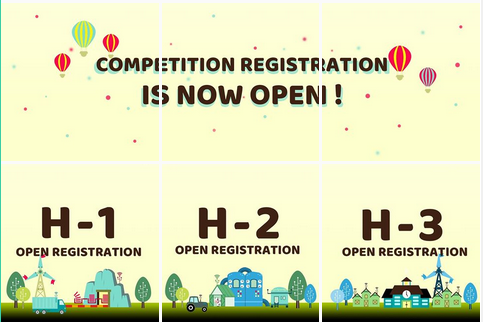 COMPETITION REGISTRATION
IS NOW OPEN !
H-1
OPEN REGISTRATION
H-2
OPEN REGISTRATION
H-3
OPEN REGISTRATION